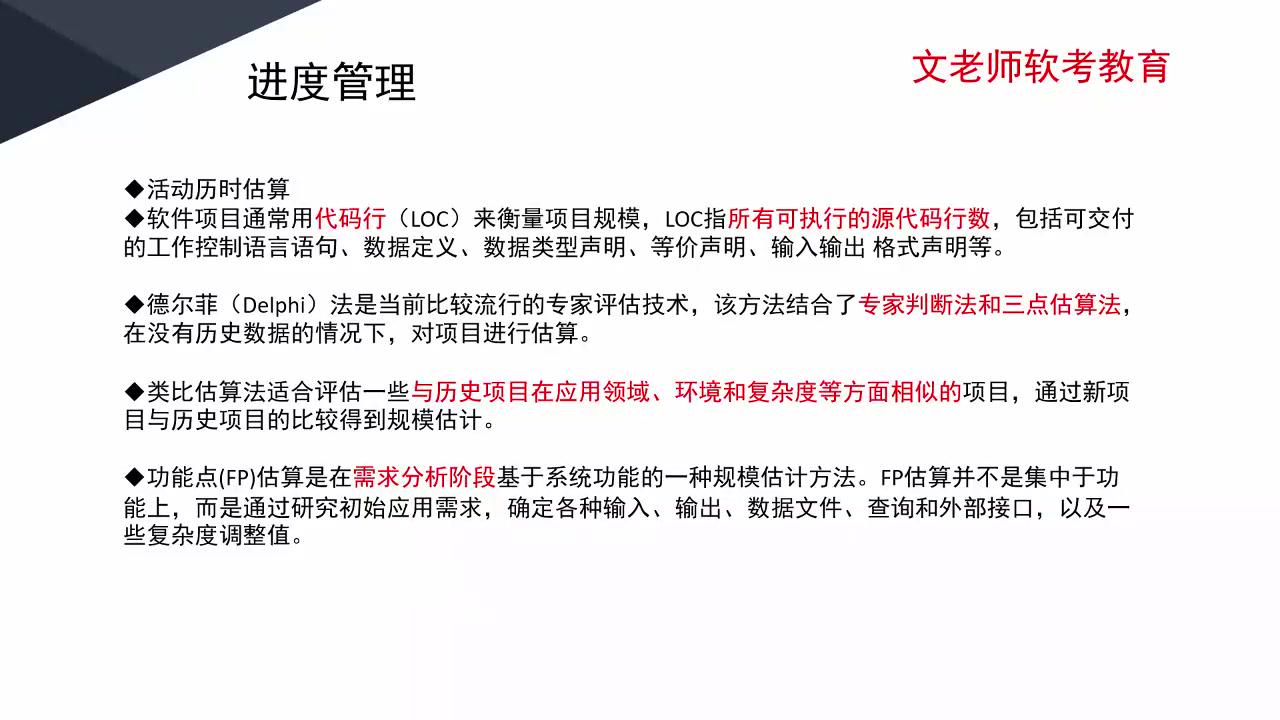 进度管理
文老师软考教育
◆活动历时估算
◆软件项目通常用代码行（LOC）来衡量项目规模，LOC指所有可执行的源代码行数，包括可交付
的工作控制语言语句、数据定义、数据类型声明、等价声明、输入输出 格式声明等。
◆德尔菲（Delphi）法是当前比较流行的专家评估技术，该方法结合了专家判断法和三点估算法，
在没有历史数据的情况下，对项目进行估算。
◆类比估算法适合评估一些与历史项目在应用领域、环境和复杂度等方面相似的项目，通过新项
目与历史项目的比较得到规模估计。
◆功能点(FP)估算是在需求分析阶段基于系统功能的一种规模估计方法。FP估算并不是集中于功
能上，而是通过研究初始应用需求，确定各种输入、输出、数据文件、查询和外部接口，以及一
些复杂度调整值。